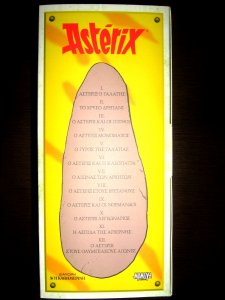 Astérix
I.
Ο ΑΣΤΕΡΙΞ Ο ΓΑΛΑΤΗΣ
II.
ΤΟ ΧΡΥΣΟ ΔΡΕΠΑΝΙ
III.
Ο ΑΣΤΕΡΙΞ ΚΑΙ ΟΙ ΓΟΤΘΟΙ
IV.
Ο ΑΣΤΕΡΙΞ ΜΟΝΟΜΑΧΟΣ
V.
Ο ΓΥΡΟΣ ΤΗΣ ΓΑΛΑΤΙΑΣ
VI.
Ο ΑΣΤΕΡΙΞ ΚΑΙ Η ΚΛΕΟΠΑΤΡΑ
VII.
Ο ΑΓΩΝΑΣ ΤΩΝ ΑΡΧΗΓΩΝ
VIII.
Ο ΑΣΤΕΡΙΞ ΣΤΟΥΣ ΒΡΕΤΑΝΝΟΥΣ
IX.
Ο ΑΣΤΕΡΙΞ ΚΑΙ ΟΙ ΝΟΡΜΑΝΔΟΙ
X.
Ο ΑΣΤΕΡΙΞ ΛΕΓΕΩΝΑΡΙΟΣ
XI.
Η ΑΣΠΙΔΑ ΤΗΣ ΑΡΒΕΡΝΗΣ
XII.
Ο ΑΣΤΕΡΙΞ
ΣΤΟΥΣ ΟΛΥΜΠΙΑΚΟΥΣ ΑΓΩΝΕΣ